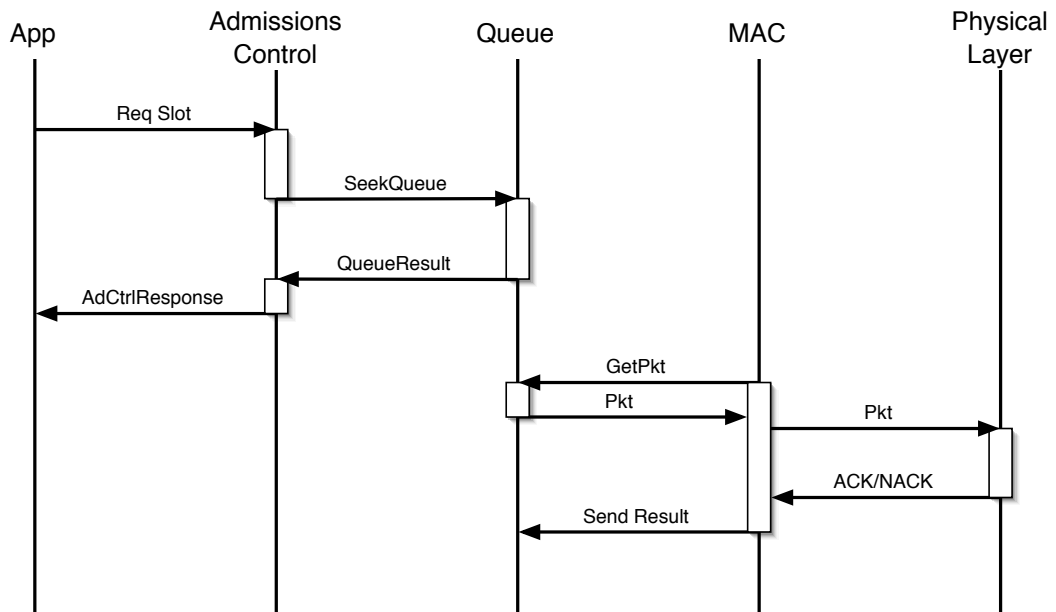 App
Admissions
Control
Queue
MAC
Physical
Layer
Req Slot
SeekQueue
QueueResult
AdCtrlResponse
GetPkt
Pkt
Pkt
ACK/NACK
Send Result